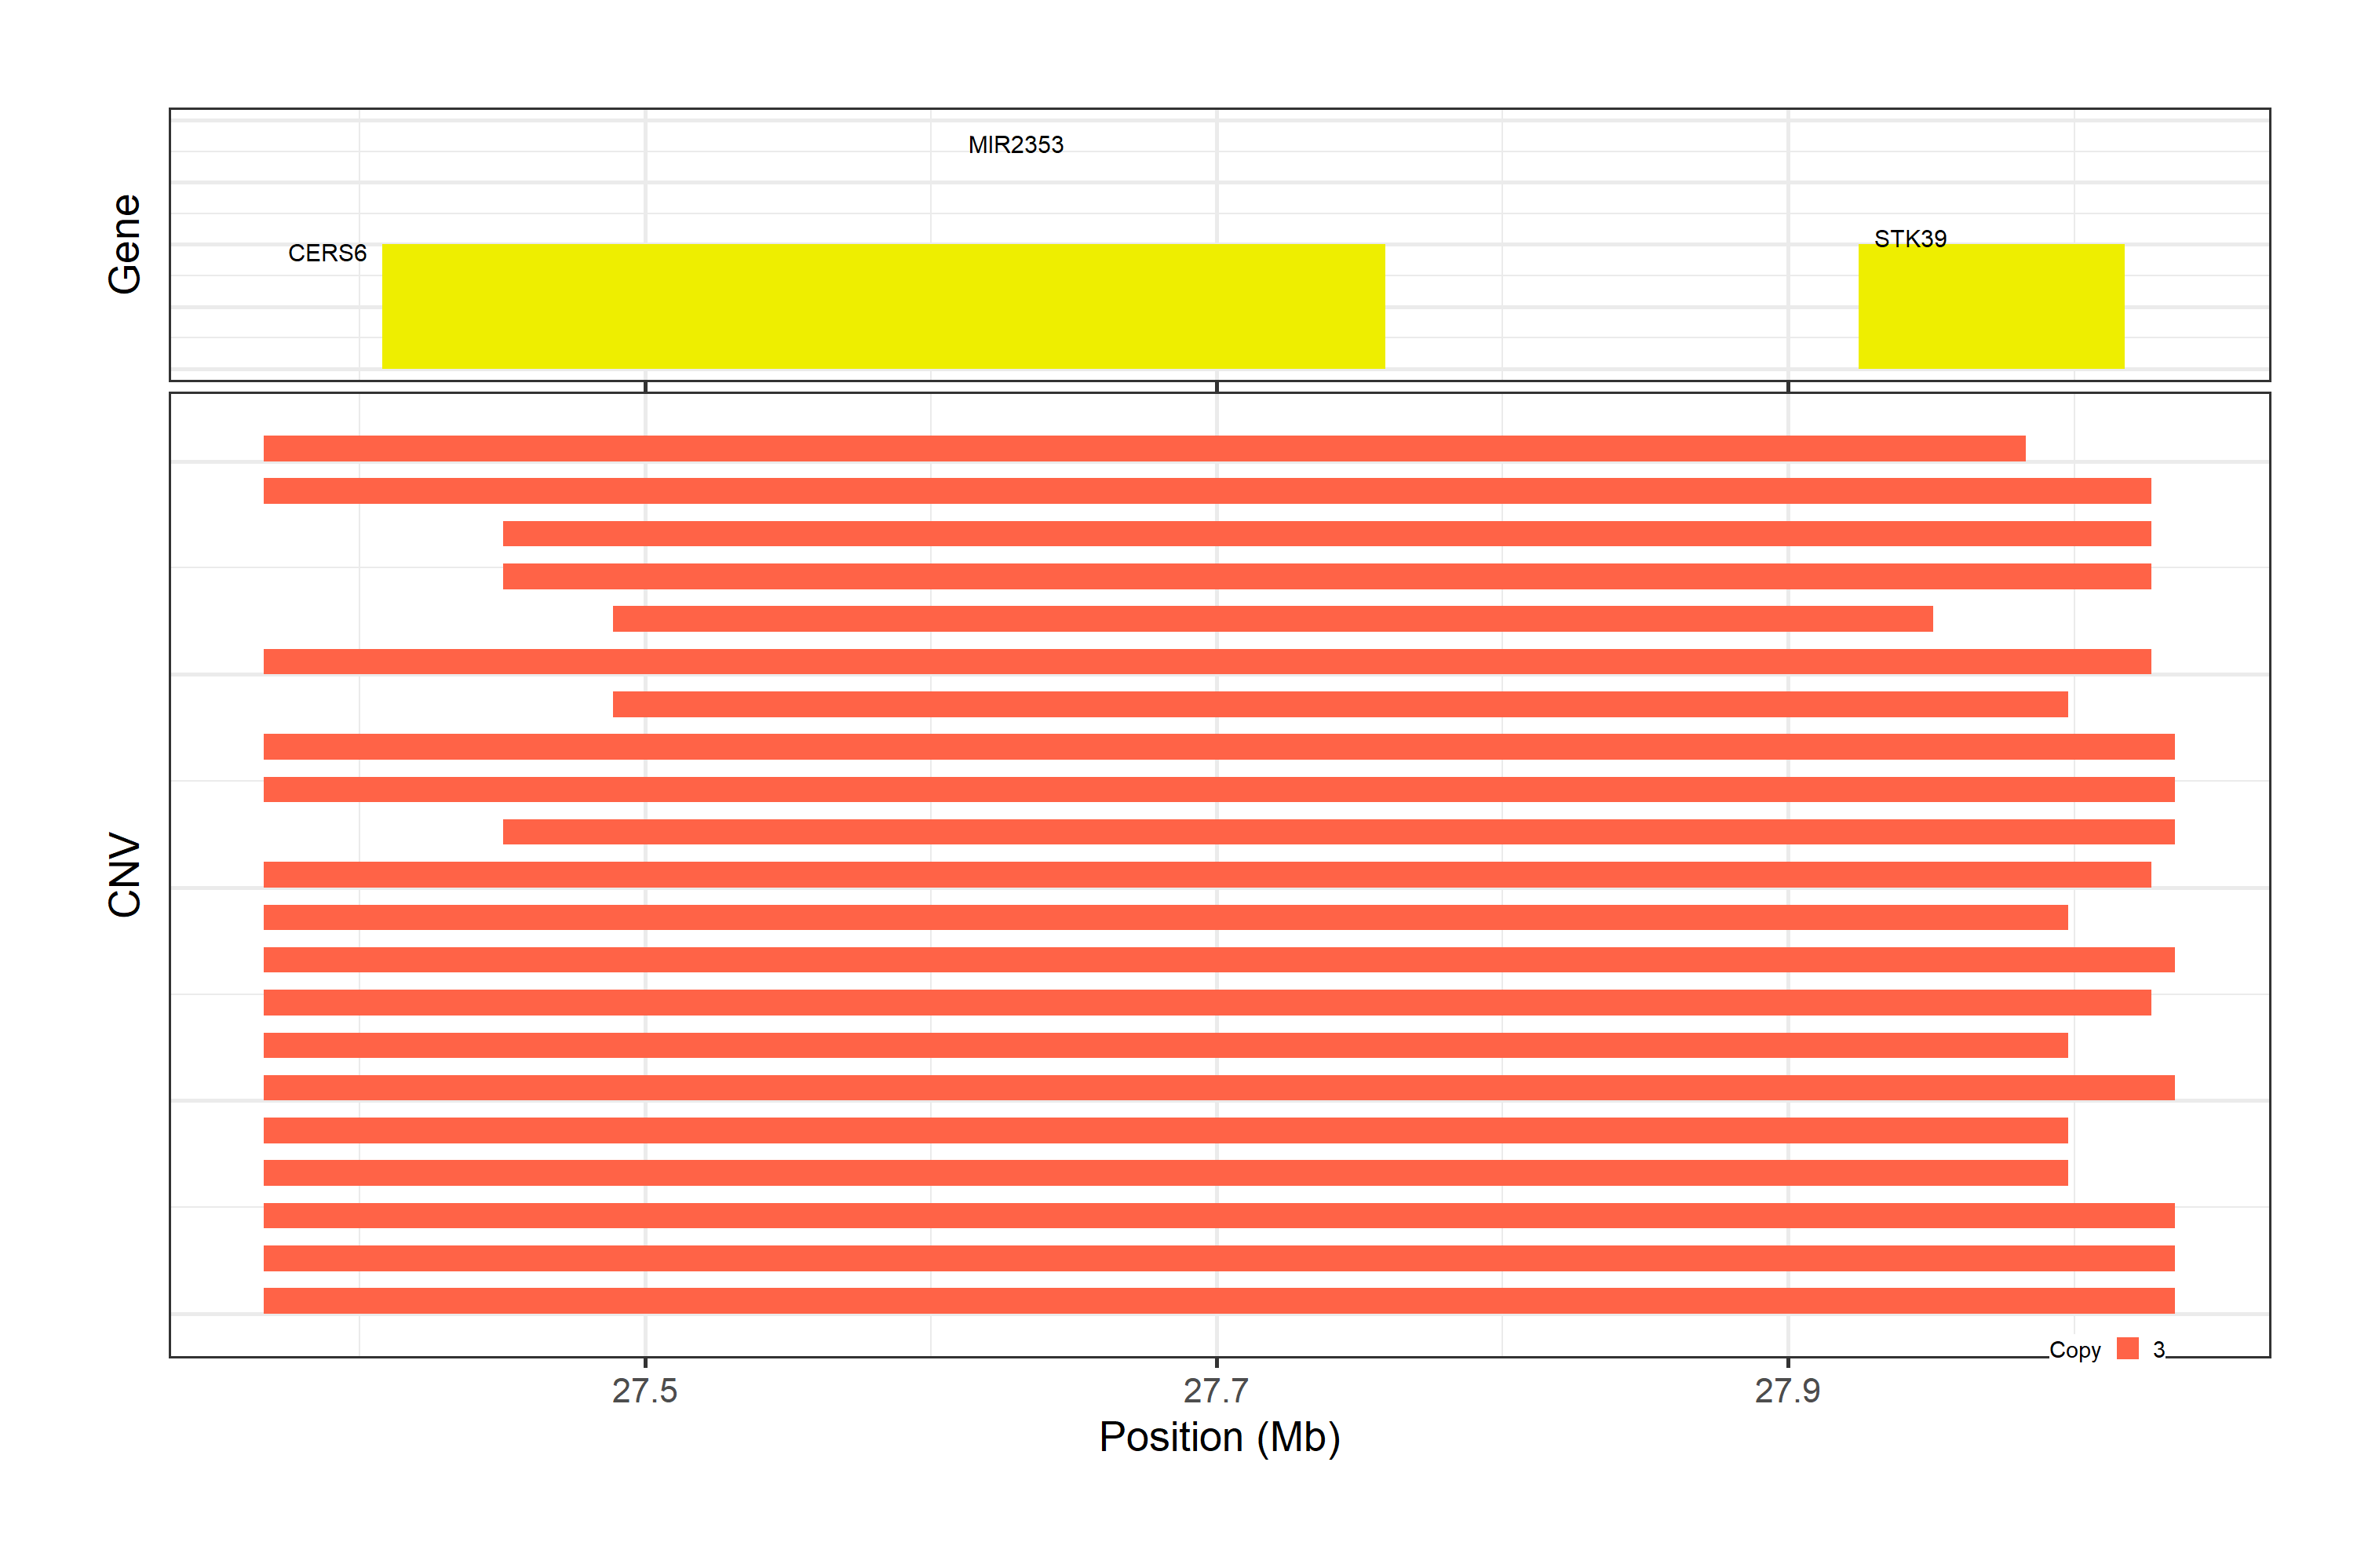 Gene
MIR2353
CERS6
STK39
CNV
Copy 3
27.5 27.7 27.9
Position (Mb)